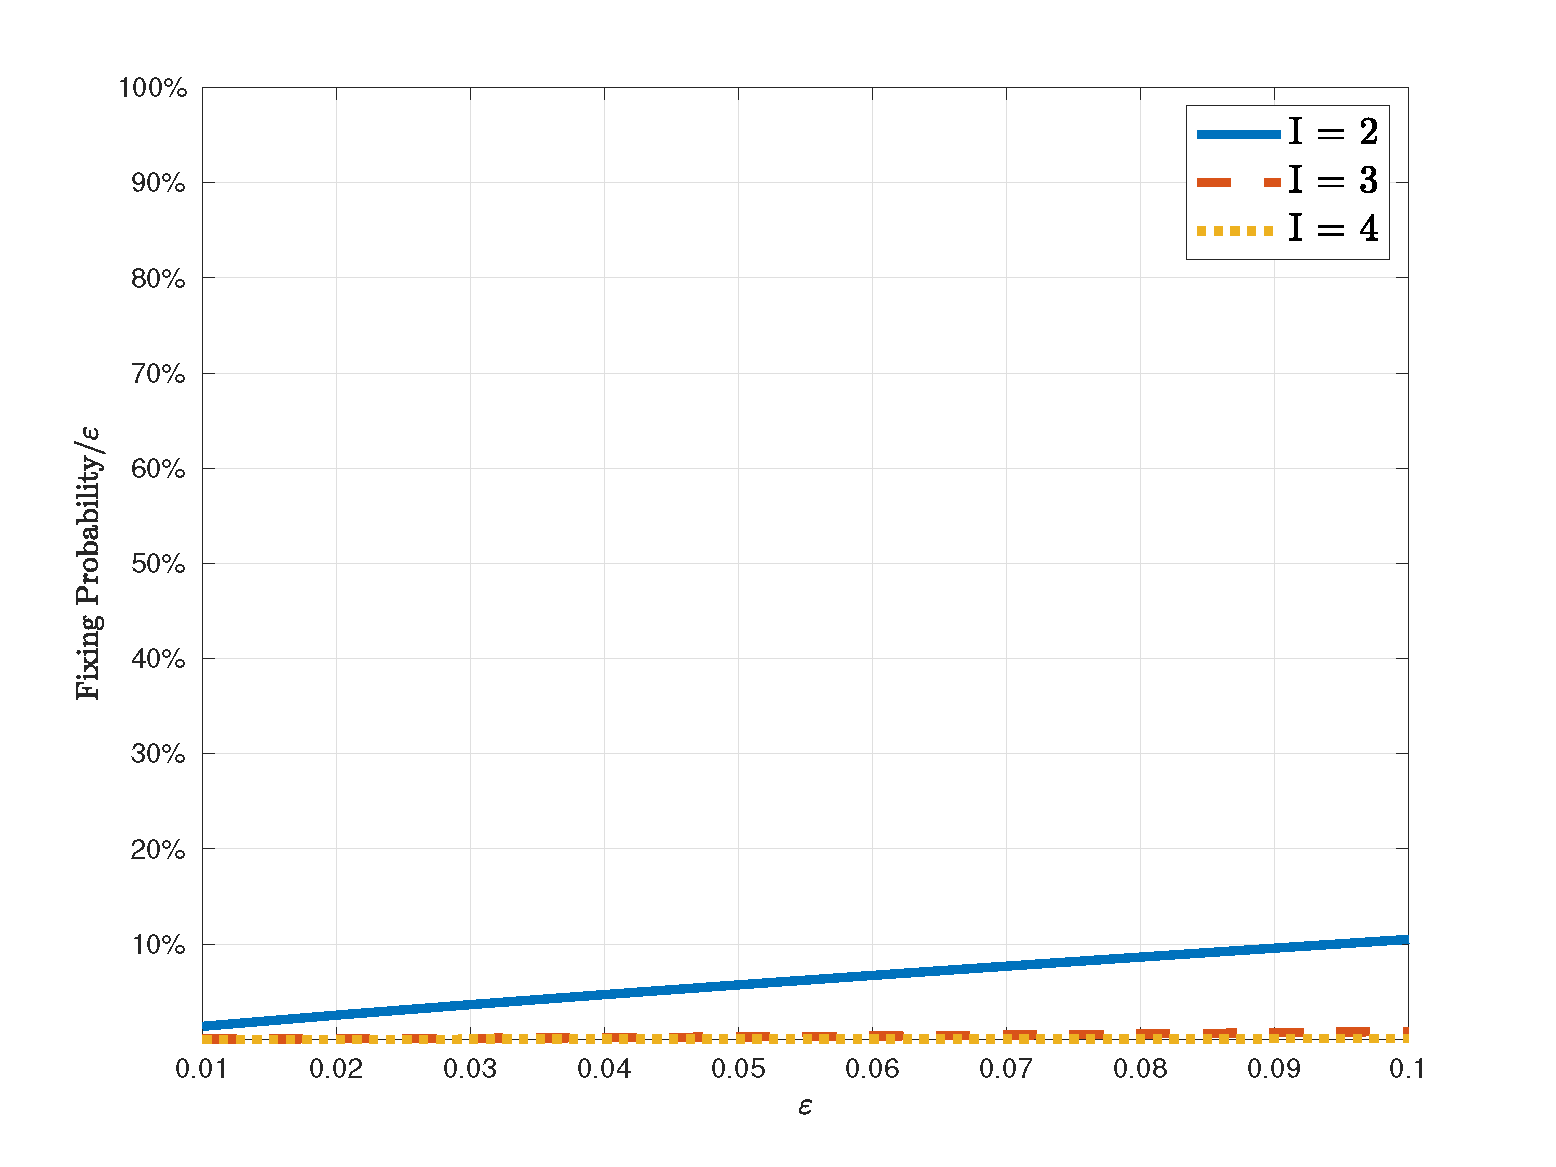 100%
90%
80%
70%
60%
50%
40%
30%
20%
10%
Fixing Probability/ε
0.01 0.02 0.03 0.04 0.05 0.06 0.07 0.08 0.09 0.1
ε
I = 2
I = 3
I = 4